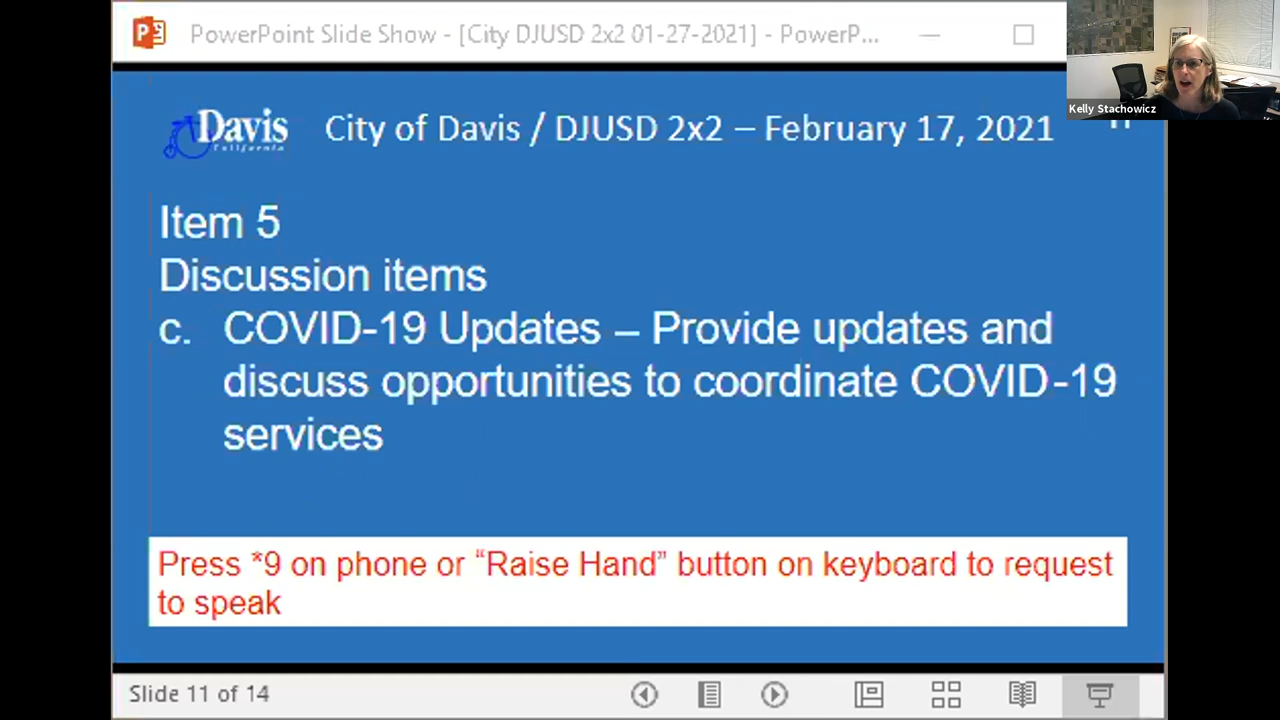 PowerPoint Slide Show - [City DJUSD 2x2 01-27-2021] - PowerP...
Kelly Stachowicz
Davis
California
City of Davis / DJUSD 2x2 – February 17, 2021
Item 5
Discussion items
c. COVID-19 Updates – Provide updates and
discuss opportunities to coordinate COVID-19
services
Press *9 on phone or “Raise Hand” button on keyboard to request
to speak
Slide 11 of 14